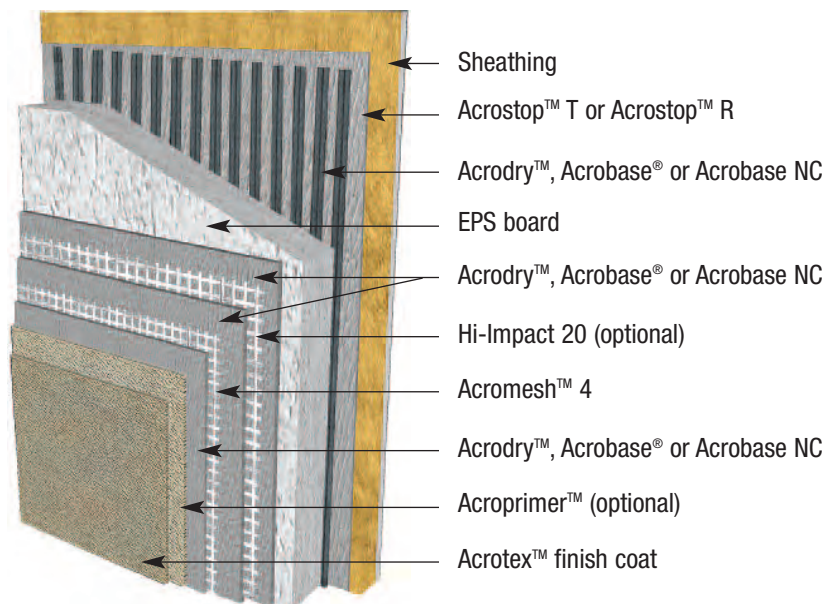 Sheathing
Acrostop™ T or Acrostop™ R
Acrodry™, Acrobase® or Acrobase NC
EPS board
Acrodry™, Acrobase® or Acrobase NC
Hi-Impact 20 (optional)
Acromesh™ 4
Acrodry™, Acrobase® or Acrobase NC
Acroprimer™ (optional)
Acrotex™ finish coat